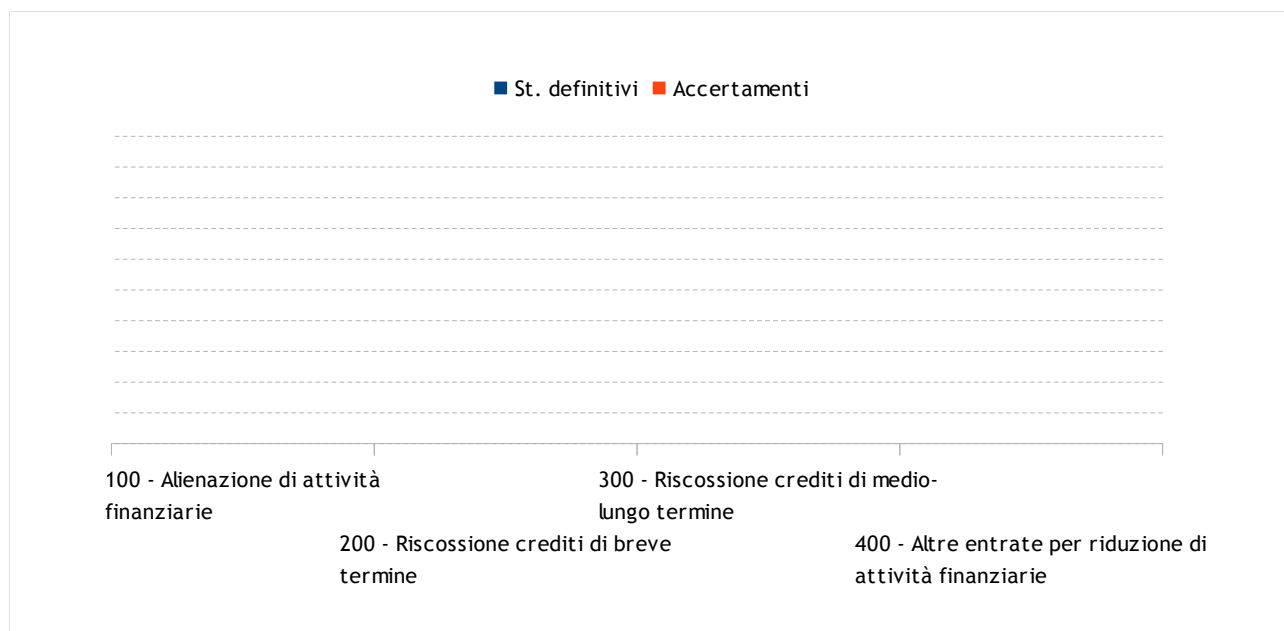 St. definitivi Accertamenti
100 - Alienazione di attività
finanziarie
200 - Riscossione crediti di breve
termine
300 - Riscossione crediti di medio-
lungo termine
400 - Altre entrate per riduzione di
attività finanziarie